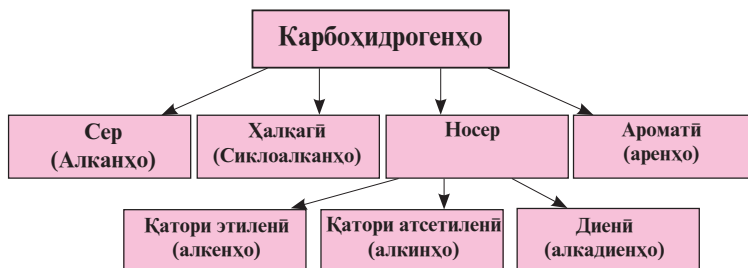 Карбоҳидрогенҳо
Сер
(Алканҳо)
Ҳалқагӣ
(Сиклоалканҳо)
Носер
Ароматӣ
(аренҳо)
Қатори этиленӣ
(алкенҳо)
Қатори атсетиленӣ
(алкинҳо)
Диенӣ
(алкадиенҳо)